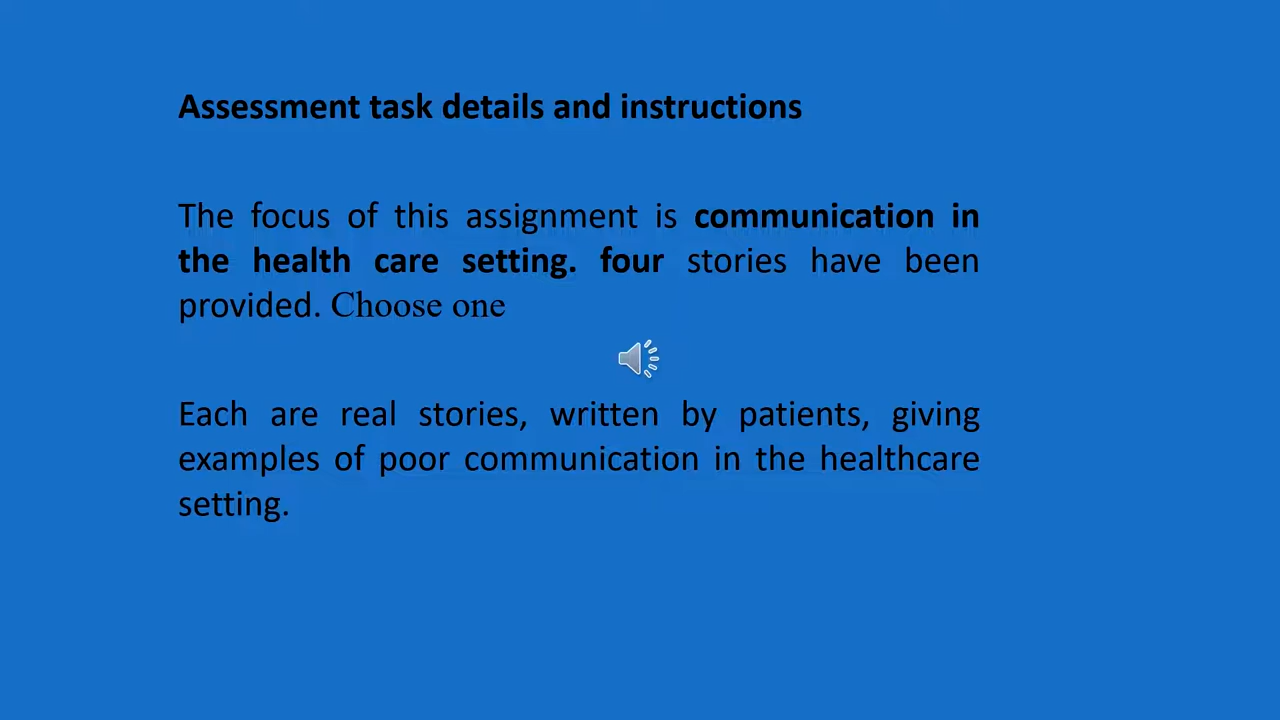 Assessment task details and instructions
The focus of this assignment is communication in
the health care setting. four stories have been
provided. Choose one
Each are real stories, written by patients, giving
examples of poor communication in the healthcare
setting.